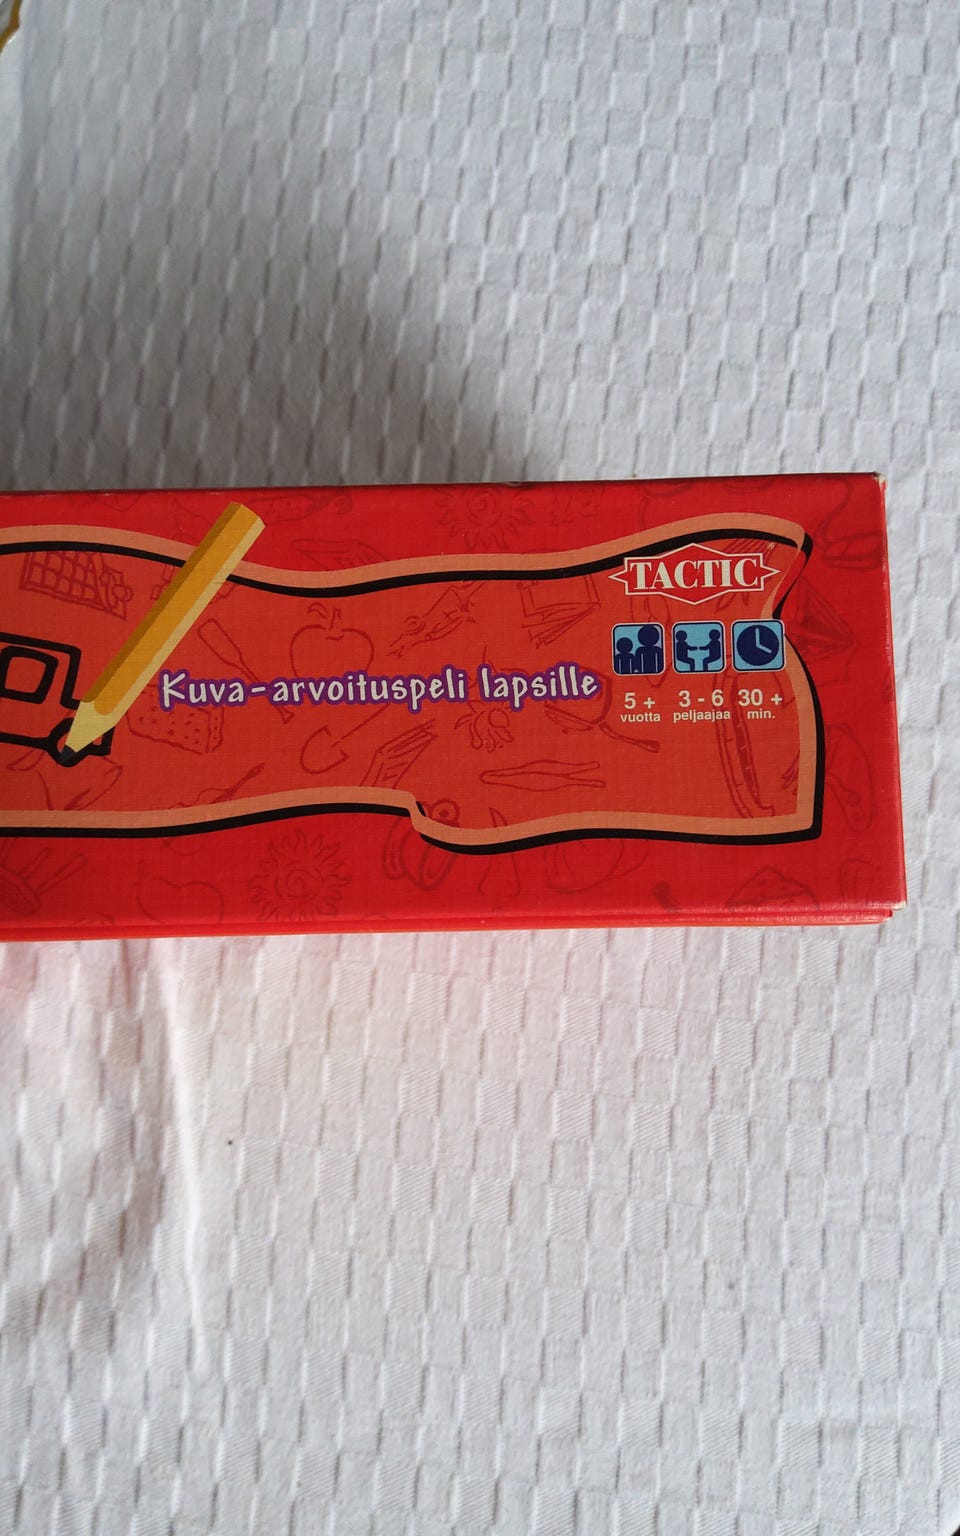 TACTIC
Kuva-arvoituspeli lapsille
5 + 3 - 6 30 +
vuotta peljaajaa min.